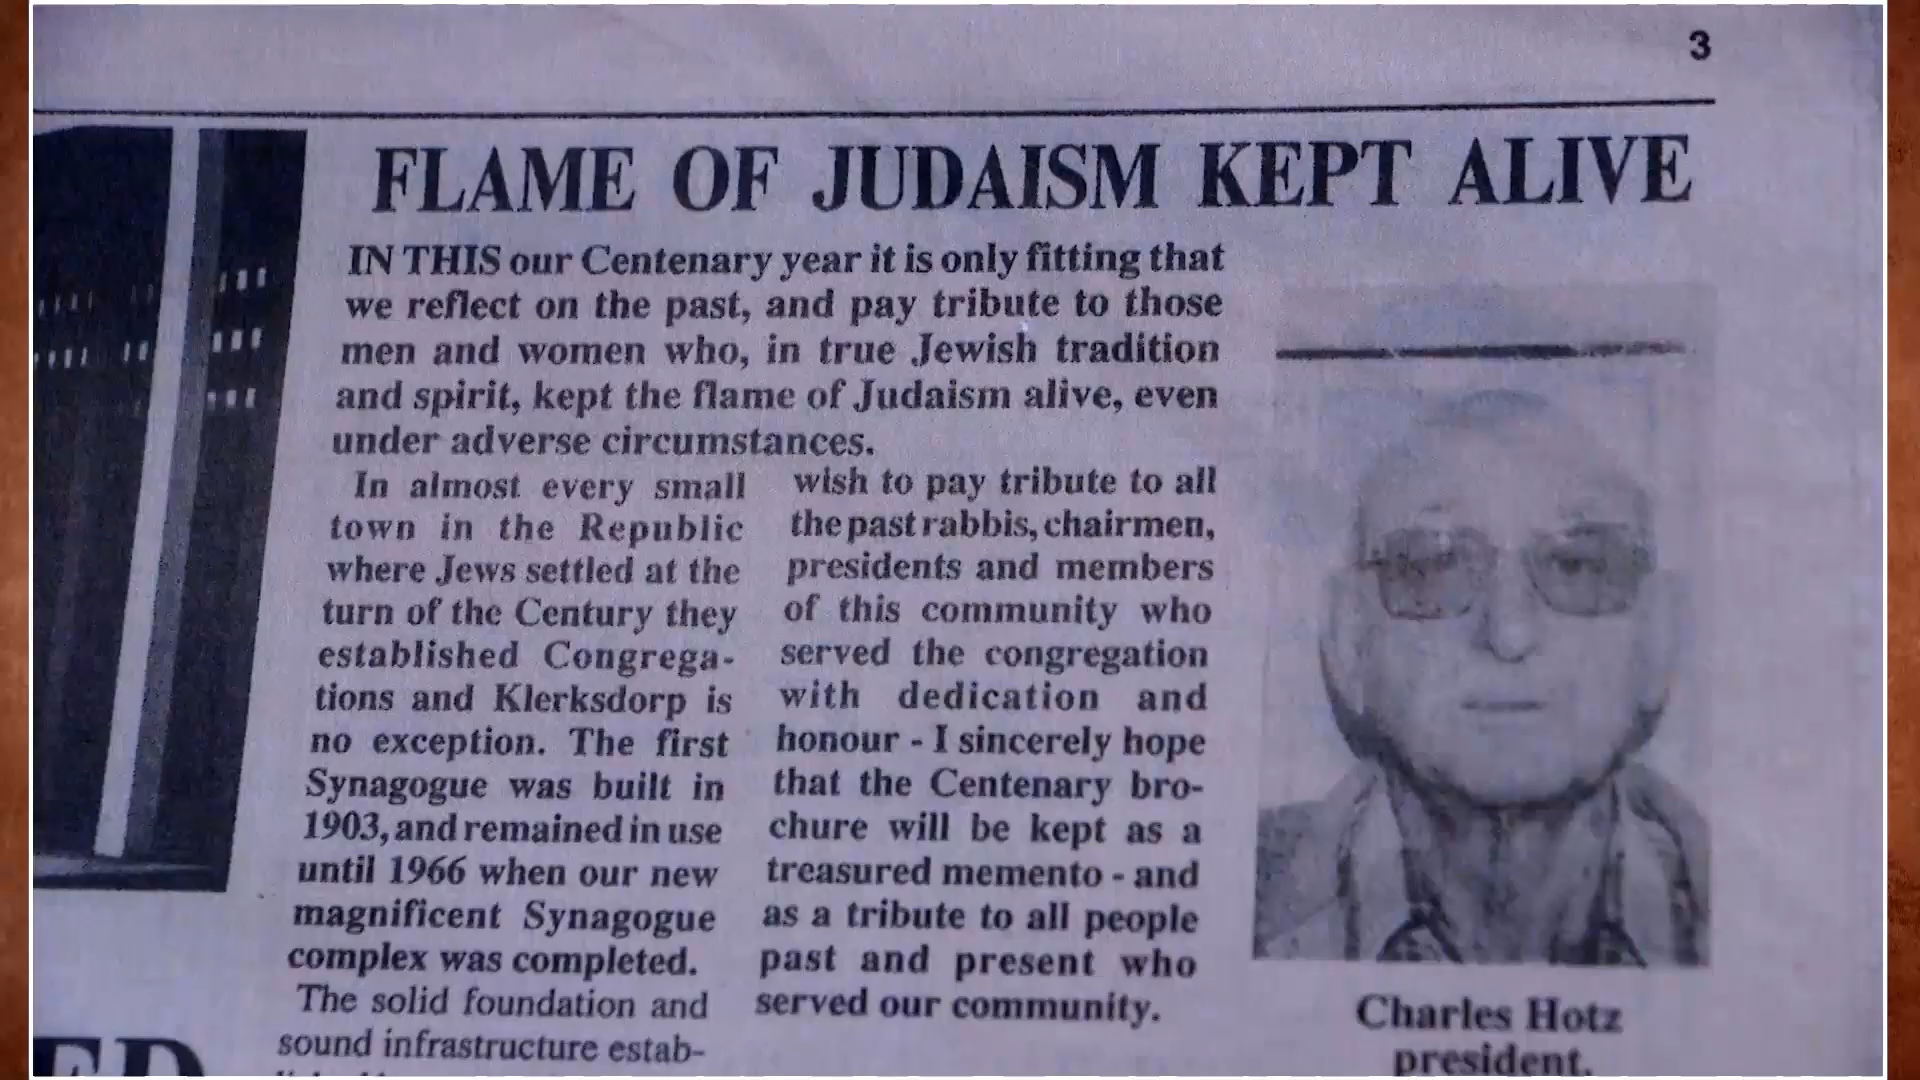 3
FLAME OF JUDAISM KEPT ALIVE
IN THIS our Centenary year it is only fitting that
we reflect on the past, and pay tribute to those
men and women who, in true Jewish tradition
and spirit, kept the flame of Judaism alive, even
under adverse circumstances.
In almost every small
town in the Republic
where Jews settled at the
turn of the Century they
established Congrega-
tions and Klerksdorp is
no exception. The first
Synagogue was built in
1903, and remained in use
until 1966 when our new
magnificent Synagogue
complex was completed.
The solid foundation and
sound infrastructure estab-
wish to pay tribute to all
the past rabbis, chairmen,
presidents and members
of this community who
served the congregation
with dedication and
honour - I sincerely hope
that the Centenary bro-
chure will be kept as a
treasured memento - and
as a tribute to all people
past and present who
served our community.
Charles Hotz
president.
ED